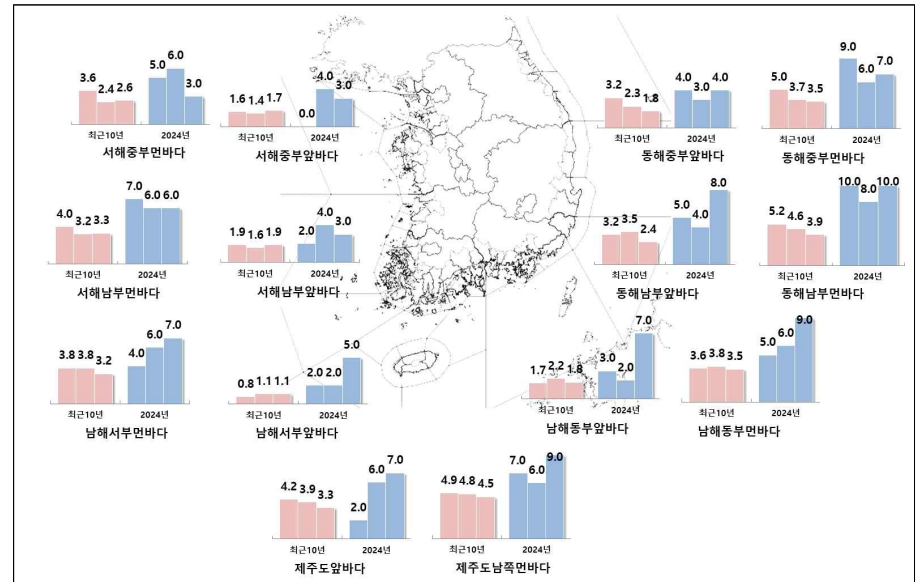 3.6 2.4 2.6 5.0 6.0 3.0
최근10년 2024년
서해중부먼바다
1.6 1.4 1.7 0.0 4.0 3.0
최근10년 2024년
서해중부앞바다
3.2 2.3 1.8 4.0 3.0 4.0
최근10년 2024년
동해중부앞바다
5.0 3.7 3.5 9.0 6.0 7.0
최근10년 2024년
동해중부먼바다
4.0 3.2 3.3 7.0 6.0 6.0
최근10년 2024년
서해남부먼바다
1.9 1.6 1.9 2.0 4.0 3.0
최근10년 2024년
서해남부앞바다
3.2 3.5 2.4 5.0 4.0 8.0
최근10년 2024년
동해남부앞바다
5.2 4.6 3.9 10.0 8.0 10.0
최근10년 2024년
동해남부먼바다
3.8 3.8 3.2 4.0 6.0 7.0
최근10년 2024년
남해서부먼바다
0.8 1.1 1.1 2.0 2.0 5.0
최근10년 2024년
남해서부앞바다
1.7 2.2 1.8 3.0 2.0 7.0
최근10년 2024년
남해동부앞바다
3.6 3.8 3.5 5.0 6.0 9.0
최근10년 2024년
남해동부먼바다
4.2 3.9 3.3 2.0 6.0 7.0
최근10년 2024년
제주도앞바다
4.9 4.8 4.5 7.0 6.0 9.0
최근10년 2024년
제주도남쪽먼바다